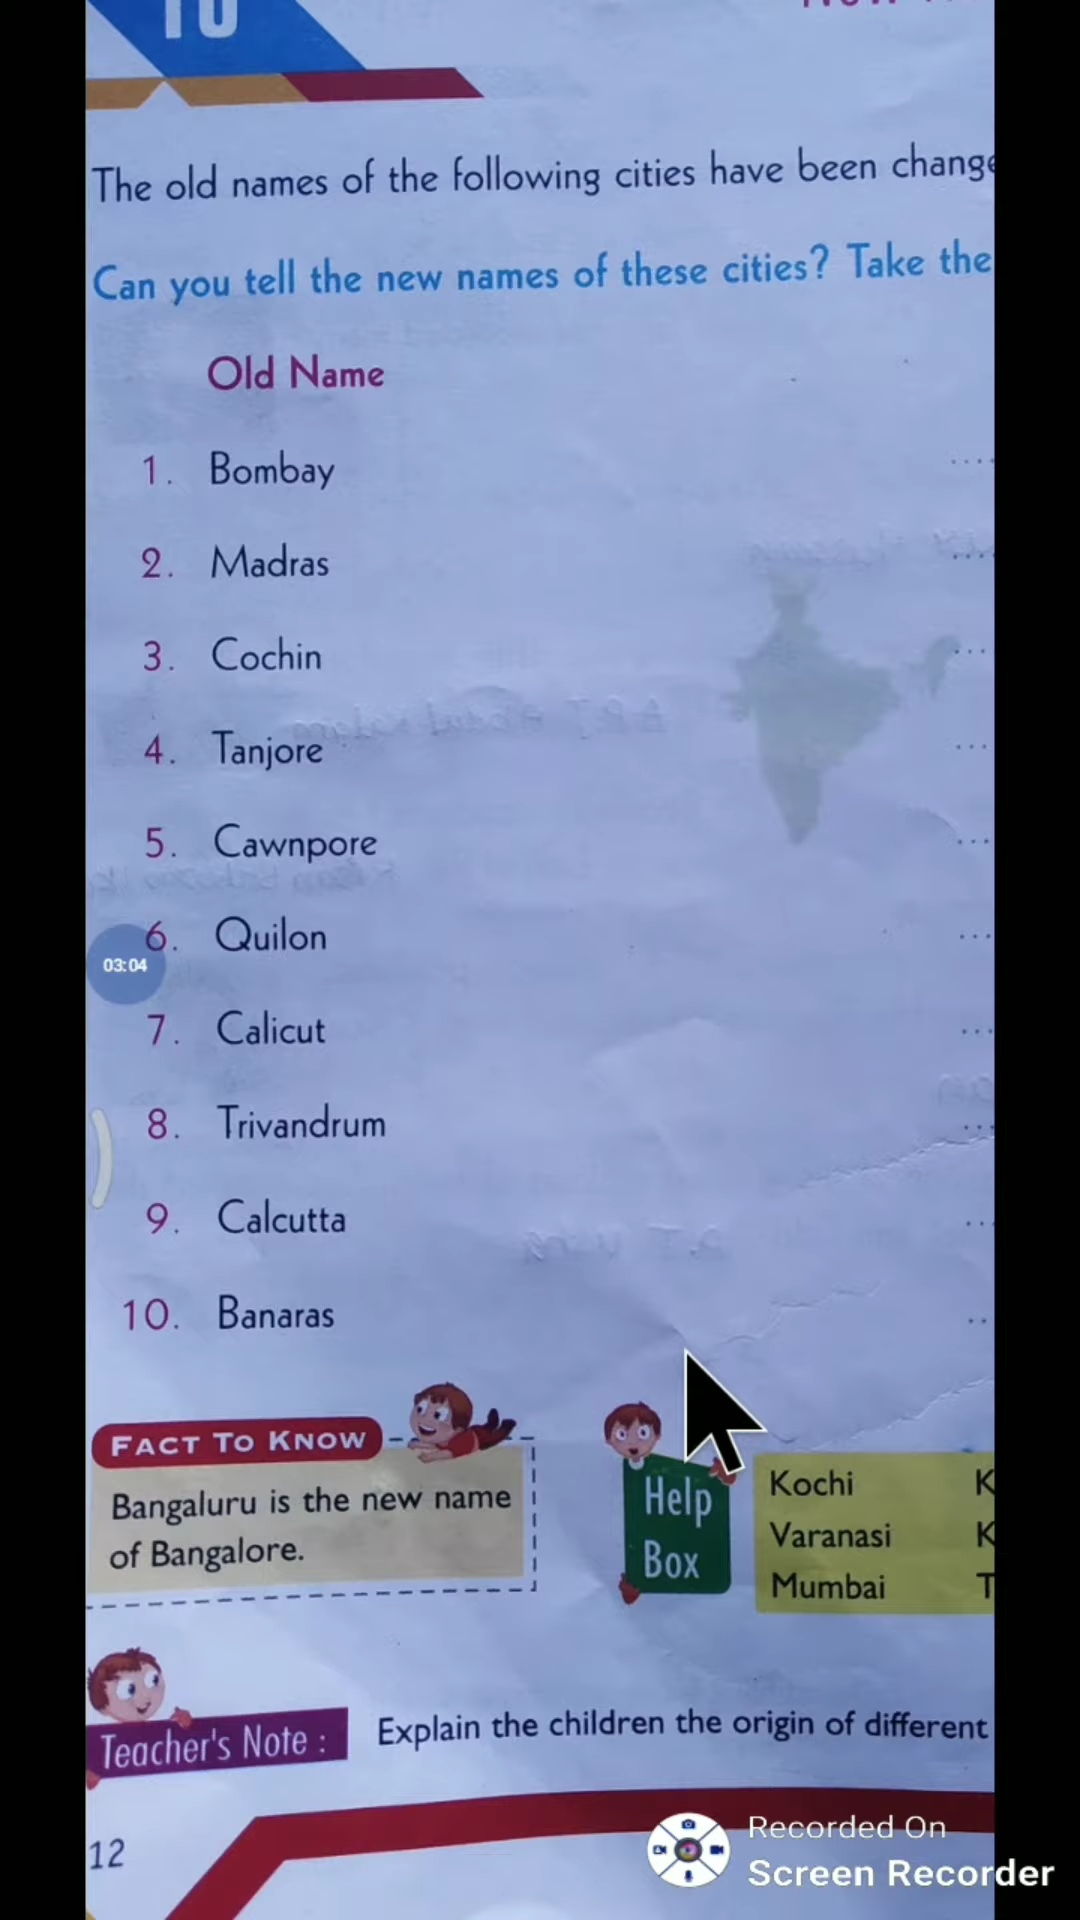 10
The old names of the following cities have been change
Can you tell the new names of these cities? Take the
Old Name
1. Bombay
2. Madras
3. Cochin
4. Tanjore
5. Cawnpore
6. Quilon
03:04
7. Calicut
8. Trivandrum
9. Calcutta
10. Banaras
FACT TO KNOW
Bangaluru is the new name
of Bangalore.
Help
Box
Kochi K
Varanasi K
Mumbai T
Teacher's Note :
Explain the children the origin of different
12
Recorded On
Screen Recorder